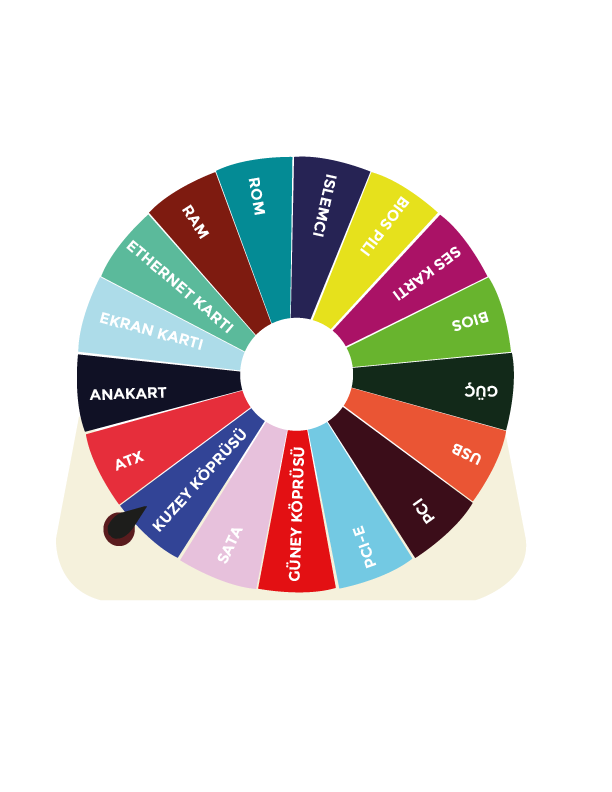 ROM
ISLEMCI
BIOS PILI
SES KARTI
BIOS
GÜÇ
USB
PCI
PCI-E
GÜNEY KÖPRÜSÜ
SATA
KUZEY KÖPRÜSÜ
ATX
ANAKART
EKRAN KARTI
ETHERNET KARTI
RAM